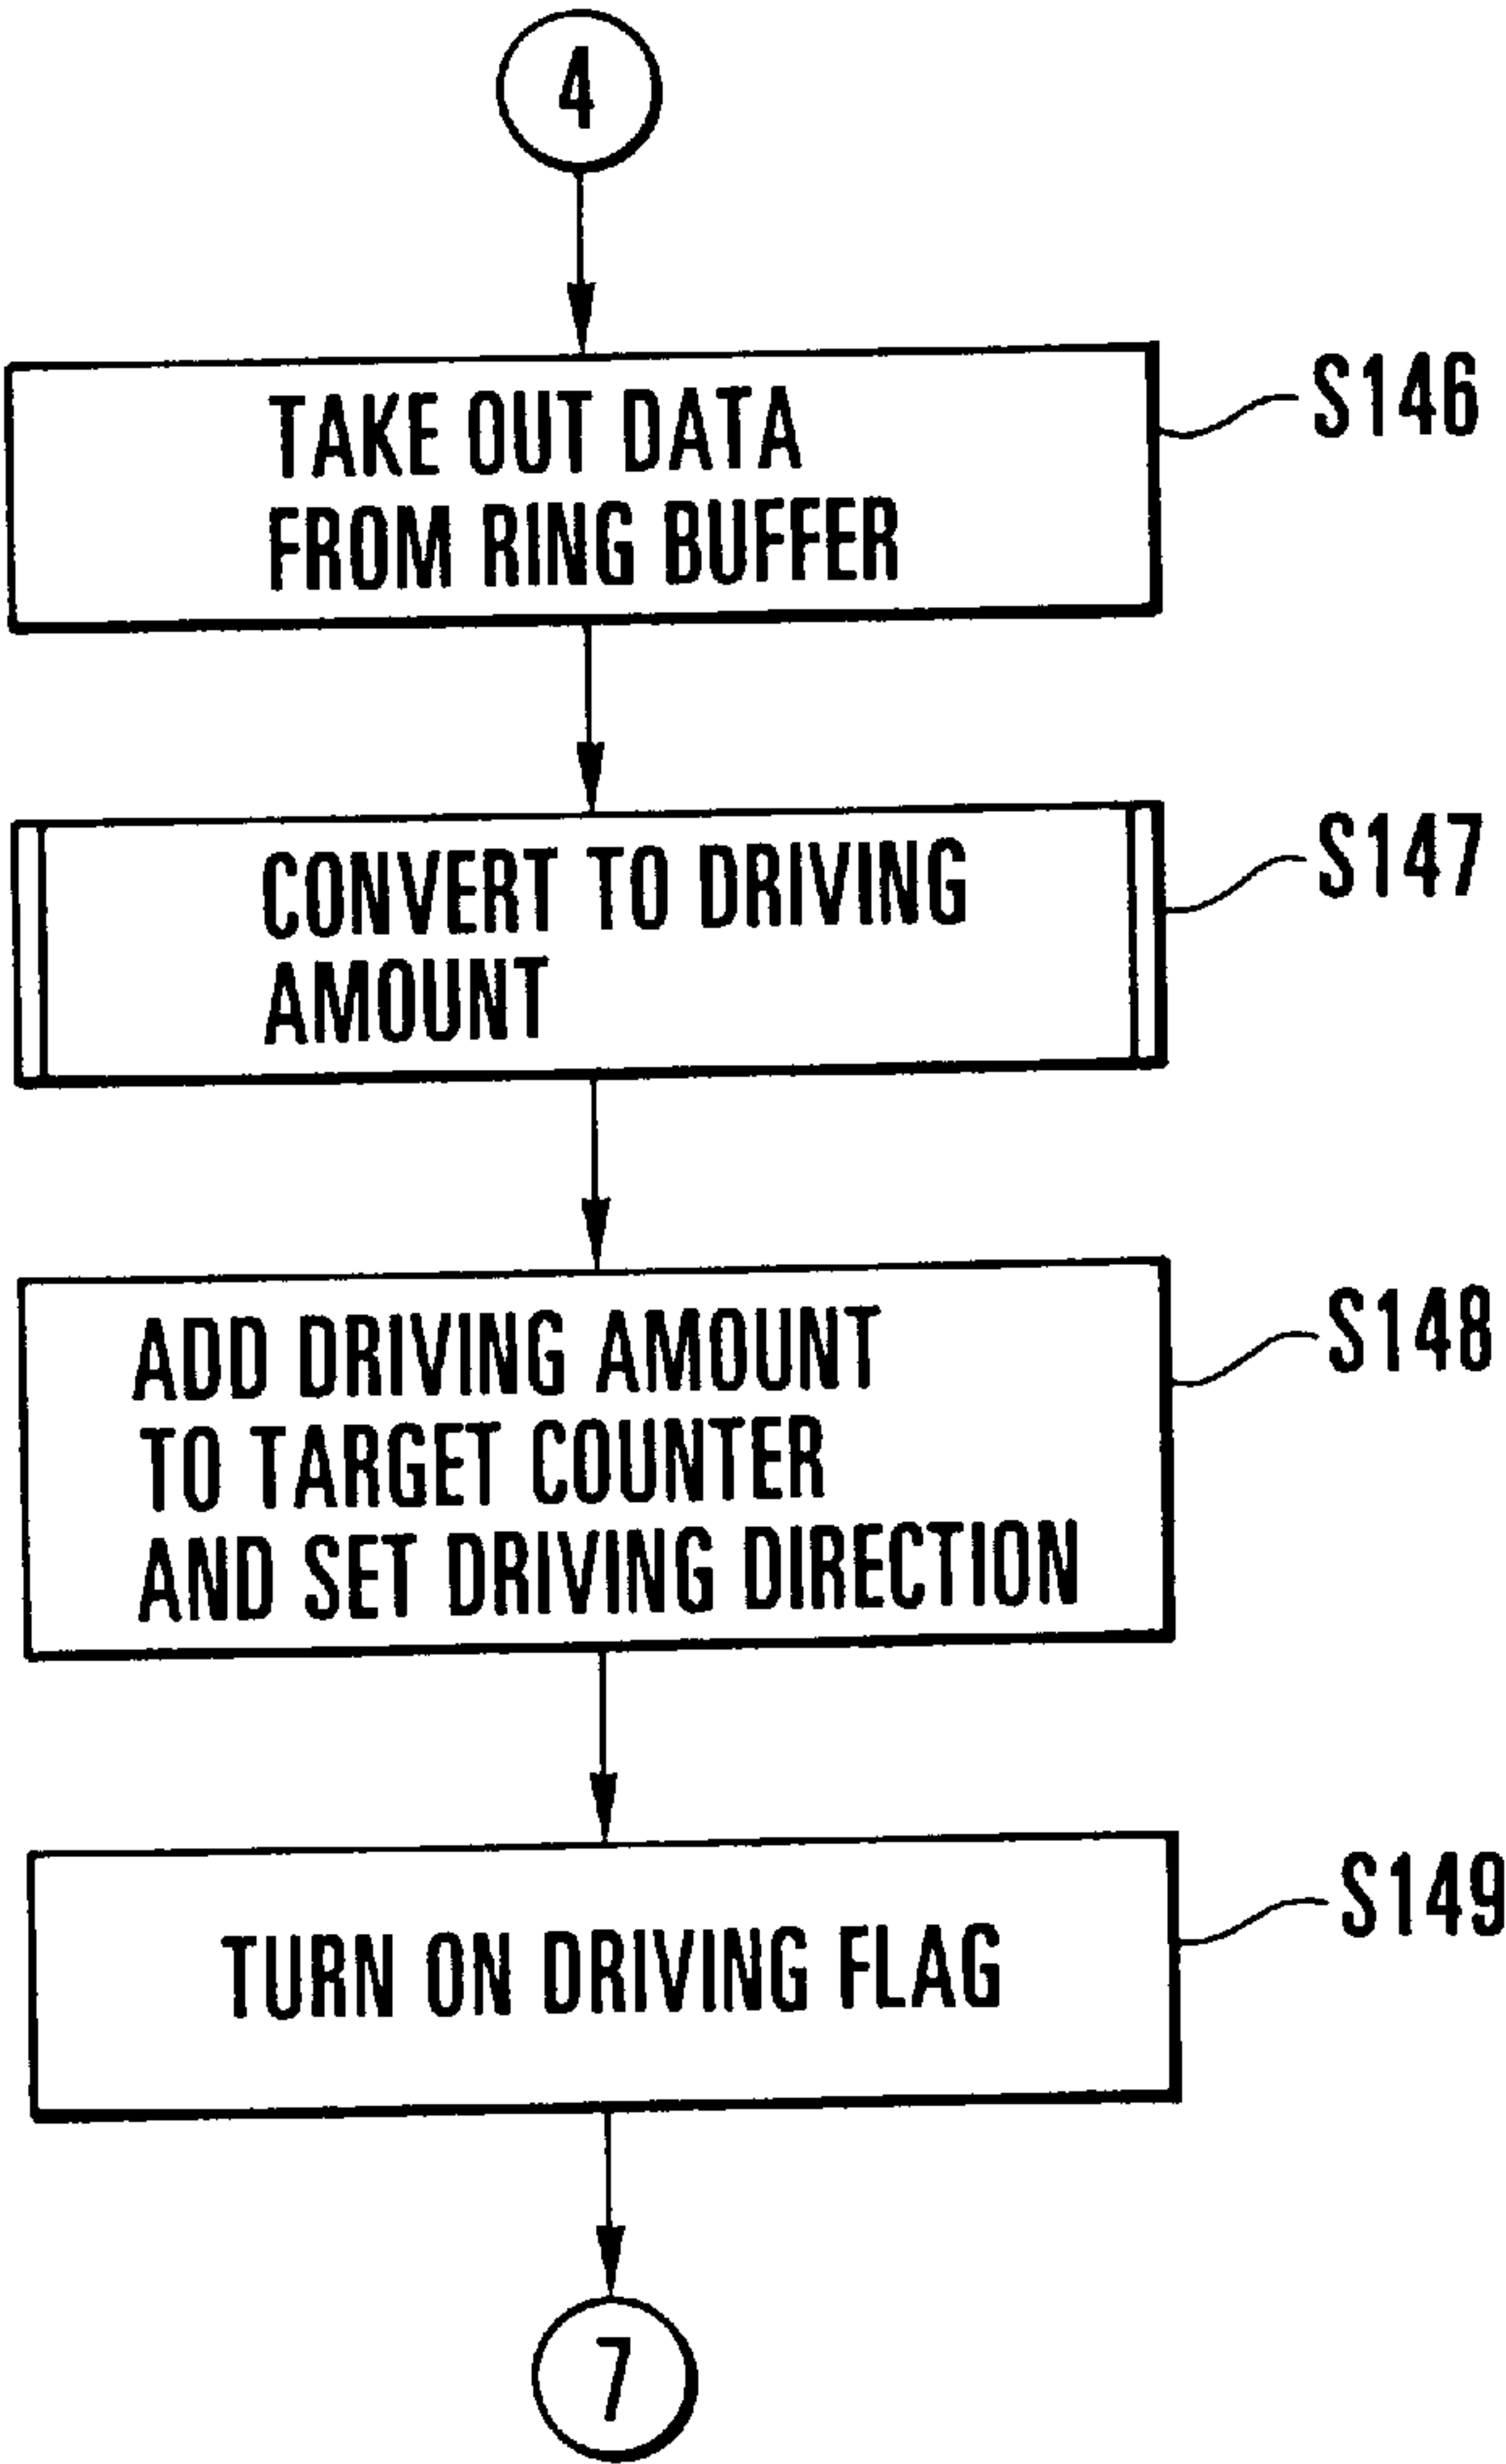 4
TAKE OUT DATA
FROM RING BUFFER
S146
CONVERT TO DRIVING
AMOUNT
S147
ADD DRIVING AMOUNT
TO TARGET COUNTER
AND SET DRIVING DIRECTION
S148
TURN ON DRIVING FLAG
S149
7